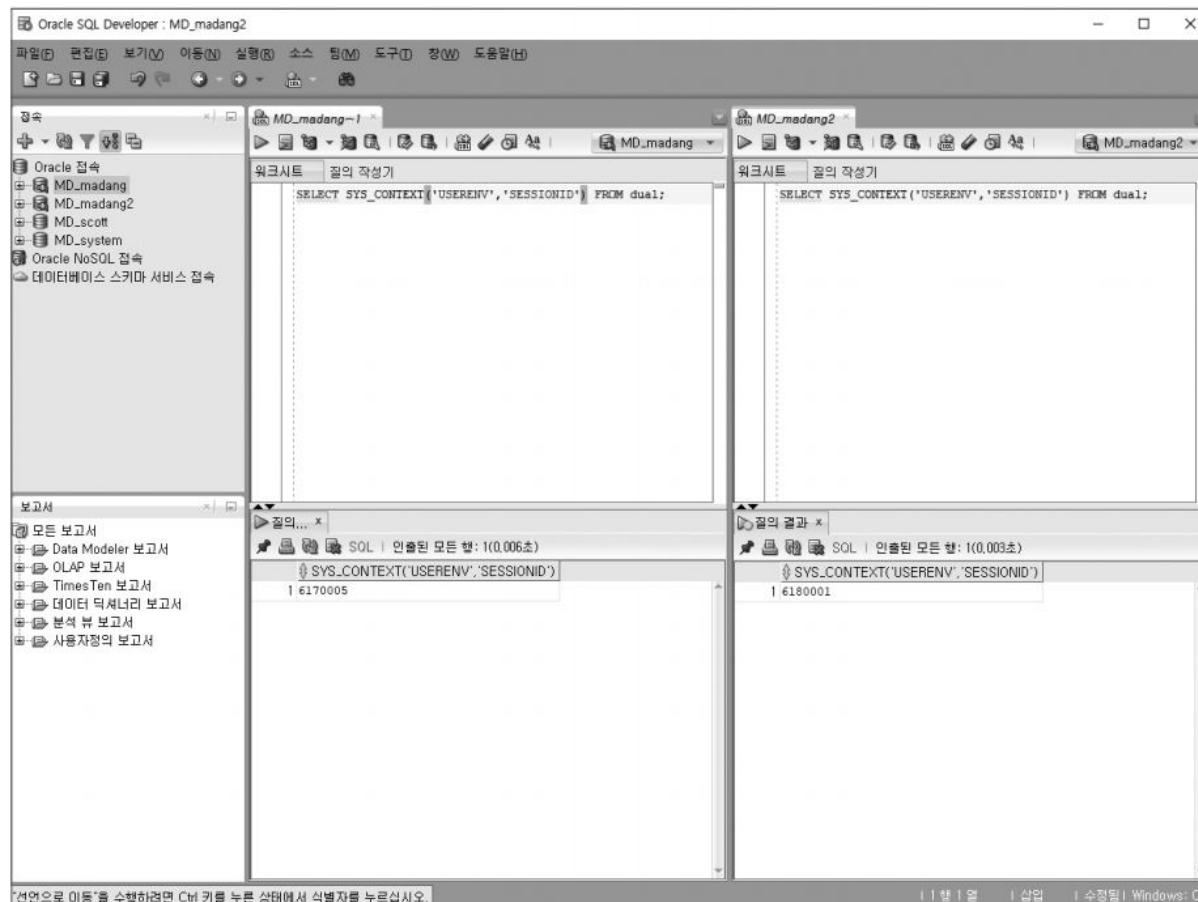 Oracle SQL Developer : MD_madang2
파일(F) 편집(E) 보기(V) 이동(N) 실행(R) 소스 팀(M) 도구(T) 창(W) 도움말(H)
접속
Oracle 접속
MD_madang
MD_madang2
MD_scott
MD_system
Oracle NoSQL 접속
데이터베이스 스키마 서비스 접속
보고서
모든 보고서
Data Modeler 보고서
OLAP 보고서
TimesTen 보고서
데이터 딕셔너리 보고서
분석 뷰 보고서
사용자정의 보고서
MD_madang~1
MD_madang
워크시트 질의 작성기
SELECT SYS_CONTEXT('USERENV','SESSIONID') FROM dual;
질의...
SQL | 인출된 모든 행: 1(0,006초)
SYS_CONTEXT('USERENV','SESSIONID')
1 6170005
MD_madang2
MD_madang2
워크시트 질의 작성기
SELECT SYS_CONTEXT('USERENV','SESSIONID') FROM dual;
질의 결과
SQL | 인출된 모든 행: 1(0,003초)
SYS_CONTEXT('USERENV','SESSIONID')
1 6180001
"선언으로 이동"을 수행하려면 Ctrl 키를 누른 상태에서 식별자를 누르십시오.
| 1 행 1 열 | 삽입 | 수정됨 | Windows: C